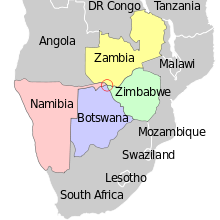 DR Congo
Tanzania
Angola
Zambia
Malawi
Namibia
Zimbabwe
Botswana
Mozambique
Swaziland
Lesotho
South Africa